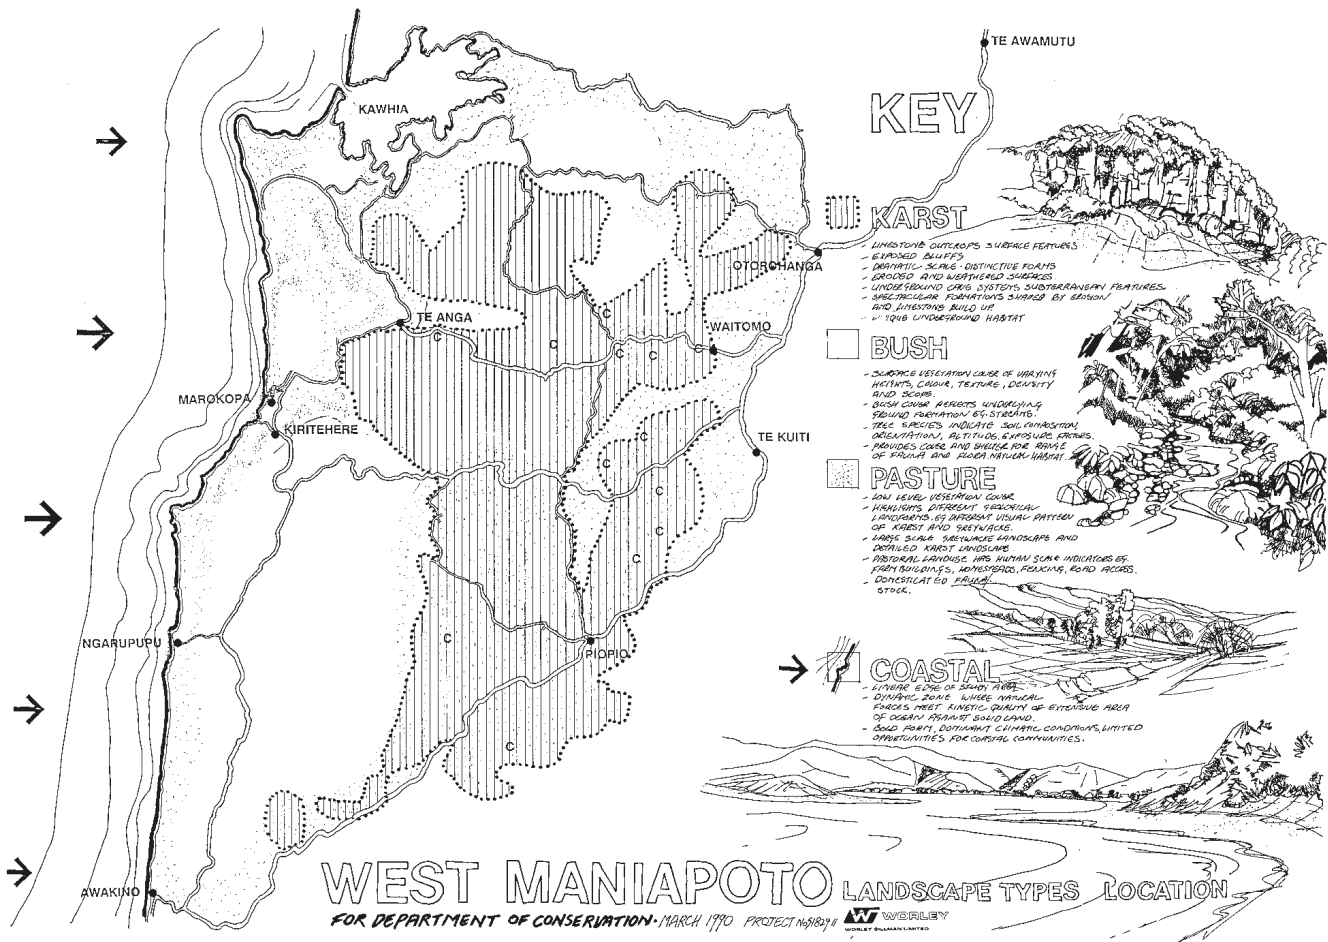 TE AWAMUTU
KEY
KAWHIA
OTOROHANGA
TE ANGA
WAITOMO
MAROKOPA
KIRITEHERE
TE KUITI
NGARUPUPU
PIOPIO
AWAKINO
C
C
C
C
C
C
C
C
C
C
C
C
C
KARST
- LIMESTONE OUTCROPS SURFACE FEATURES
- EXPOSED BLUFFS
- DRAMATIC SCALE - DISTINCTIVE FORMS
- ERODED AND WEATHERED SURFACES
- UNDERGROUND CAVE SYSTEMS SUBTERRANEAN FEATURES.
- SPECTACULAR FORMATIONS SHAPED BY EROSION
AND LIMESTONE BUILD UP.
UNDERGROUND HABITAT
BUSH
- SURFACE VEGETATION COVER OF VARYING
HEIGHTS, COLOUR, TEXTURE, DENSITY
AND SCOPE.
- BUSH COVER REFLECTS UNDERLYING
GROUND FORMATION EG. STREAMS.
- TREE SPECIES INDICATE SOIL COMPOSITION,
ORIENTATION, ALTITUDE, EXPOSURE FACTORS.
- PROVIDES COVER AND SHELTER FOR RANGE
OF FAUNA AND FLORA. NATURAL HABITAT.
PASTURE
- LOW LEVEL VEGETATION COVER
- HIGHLIGHTS DIFFERENT GEOLOGICAL
LANDFORMS. EG DIFFERENT VISUAL PATTERN
OF KARST AND GREYWACKE.
- LARGE SCALE GREYWACKE LANDSCAPE AND
DETAILED KARST LANDSCAPE.
- PASTORAL LANDUSE HAS HUMAN SCALE INDICATORS EG.
FARM BUILDINGS, HOMESTEADS, FENCING, ROAD ACCESS.
- DOMESTICATED FAUNA/
STOCK.
COASTAL
- LINEAR EDGE OF STUDY AREA
- DYNAMIC ZONE WHERE NATURAL
FORCES MEET KINETIC QUALITY OF EXTENSIVE AREA
OF OCEAN AGAINST SOLID LAND.
- BOLD FORM, DOMINANT CLIMATIC CONDITIONS, LIMITED
OPPORTUNITIES FOR COASTAL COMMUNITIES.
WEST MANIAPOTO LANDSCAPE TYPES LOCATION
FOR DEPARTMENT OF CONSERVATION · MARCH 1990 PROJECT
WORLEY
WORLEY GILLMAN LIMITED